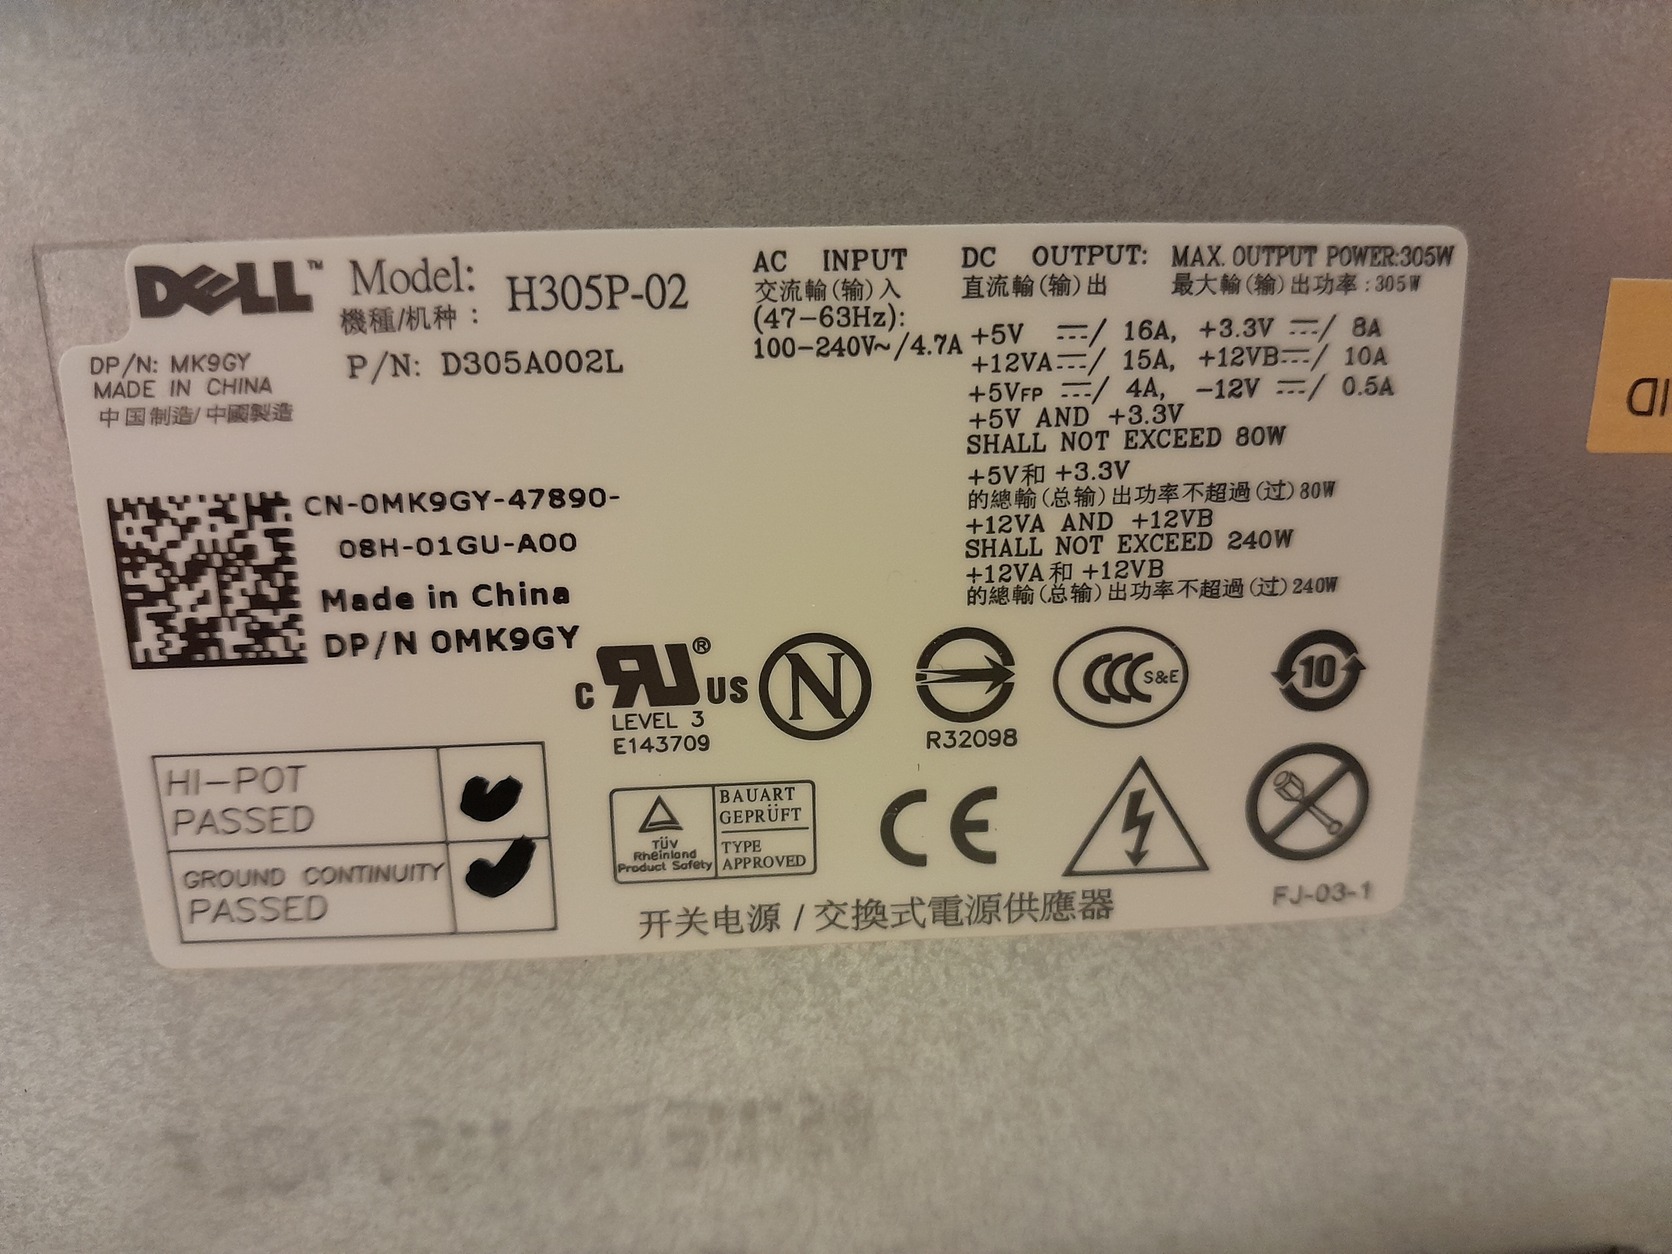 DELL™
Model: H305P-02
機種/机种：
P/N: D305A002L
DP/N: MK9GY
MADE IN CHINA
中国制造/中國製造
AC INPUT
交流輸(输)入
(47-63Hz):
100-240V~/4.7A
DC OUTPUT: MAX. OUTPUT POWER:305W
直流輸(输)出 最大輸(输)出功率:305W
+5V ⎓/ 16A, +3.3V ⎓/ 8A
+12VA⎓/ 15A, +12VB⎓/ 10A
+5VFP ⎓/ 4A, -12V ⎓/ 0.5A
+5V AND +3.3V
SHALL NOT EXCEED 80W
+5V和 +3.3V
的總輸(总输)出功率不超過(过)80W
+12VA AND +12VB
SHALL NOT EXCEED 240W
+12VA和 +12VB
的總輸(总输)出功率不超過(过)240W
CN-0MK9GY-47890-
08H-01GU-A00
Made in China
DP/N 0MK9GY
c RU® US
LEVEL 3
E143709
N
R32098
CCC S&E
10
HI-POT
PASSED
GROUND CONTINUITY
PASSED
TÜV
Rheinland
Product Safety
BAUART
GEPRÜFT
TYPE
APPROVED
CE
FJ-03-1
开关电源/交換式電源供應器